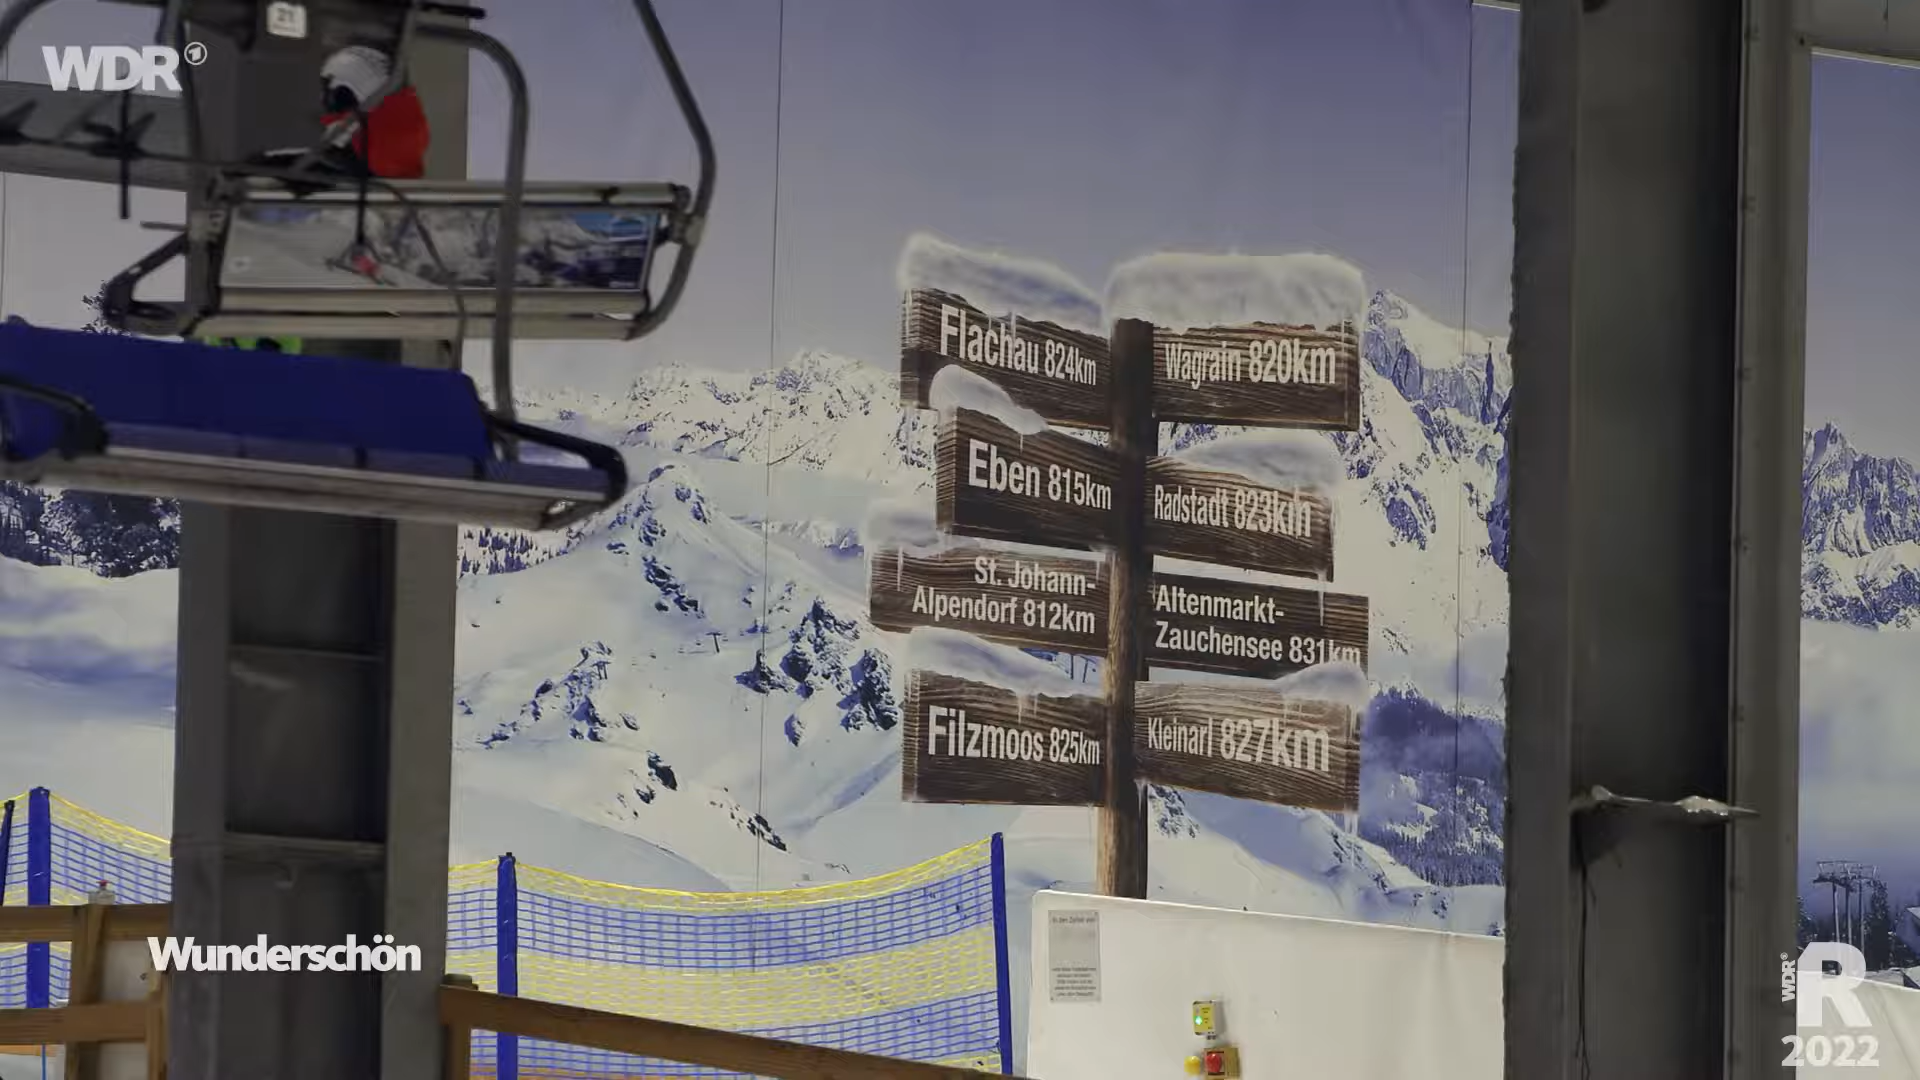 21
WDR
Flachau 824km
Wagrain 820km
Eben 815km
Radstadt 823km
St. Johann-
Alpendorf 812km
Altenmarkt-
Zauchensee 831km
Filzmoos 825km
Kleinarl 827km
Wunderschön
WDR
R
2022